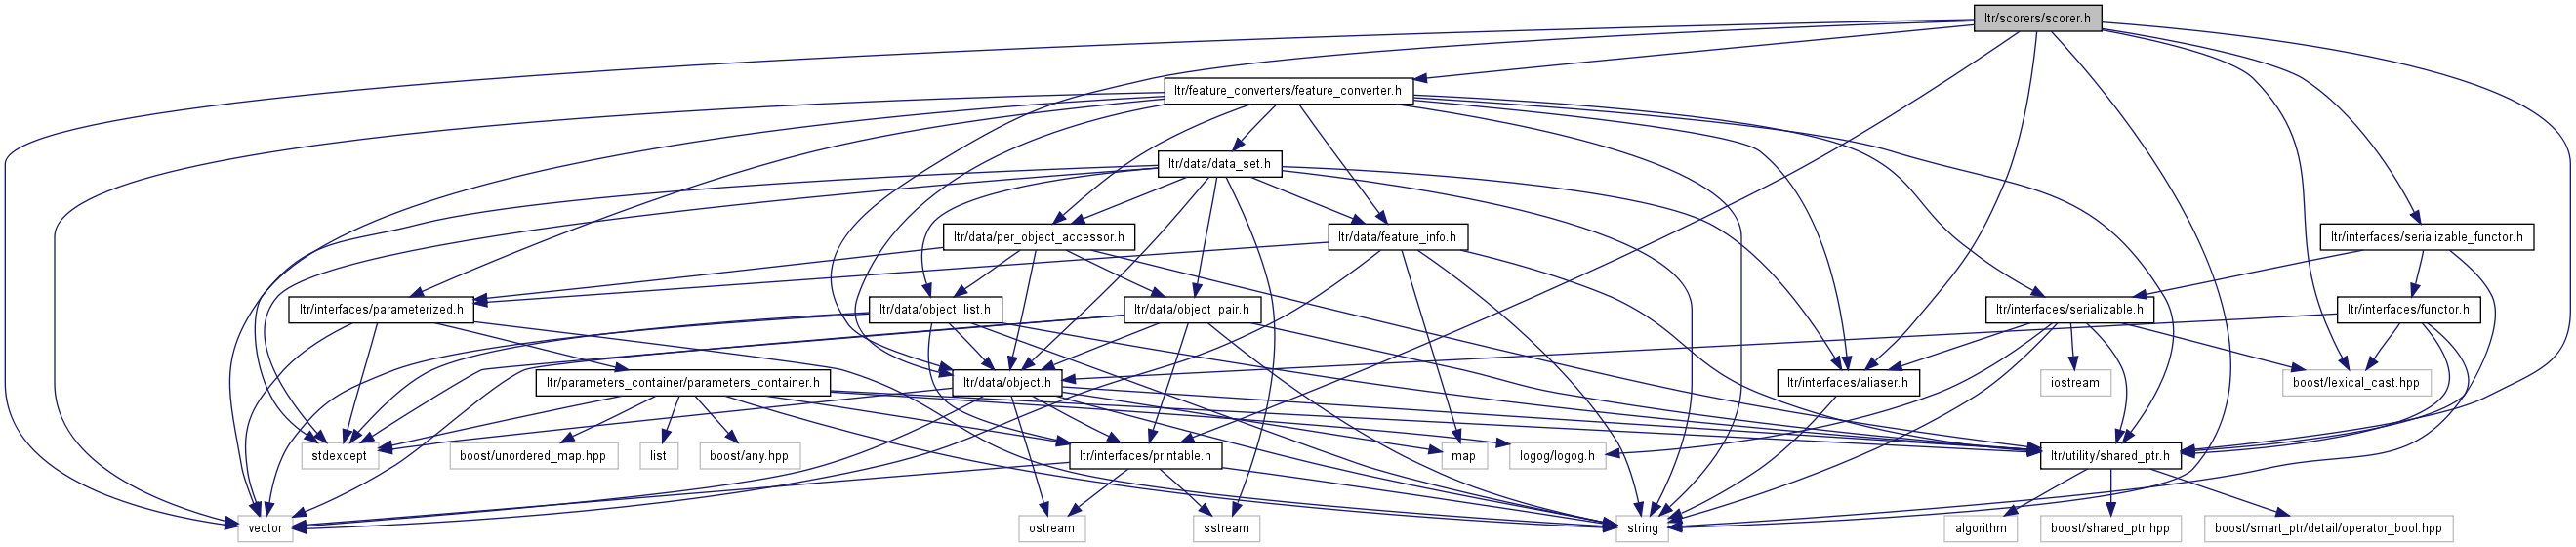 ltr/scorers/scorer.h
ltr/feature_converters/feature_converter.h
ltr/data/data_set.h
ltr/data/per_object_accessor.h
ltr/data/feature_info.h
ltr/interfaces/serializable_functor.h
ltr/interfaces/parameterized.h
ltr/data/object_list.h
ltr/data/object_pair.h
ltr/interfaces/serializable.h
ltr/interfaces/functor.h
ltr/parameters_container/parameters_container.h
ltr/data/object.h
ltr/interfaces/aliaser.h
iostream
boost/lexical_cast.hpp
stdexcept
boost/unordered_map.hpp
list
boost/any.hpp
ltr/interfaces/printable.h
map
logog/logog.h
ltr/utility/shared_ptr.h
vector
ostream
sstream
string
algorithm
boost/shared_ptr.hpp
boost/smart_ptr/detail/operator_bool.hpp